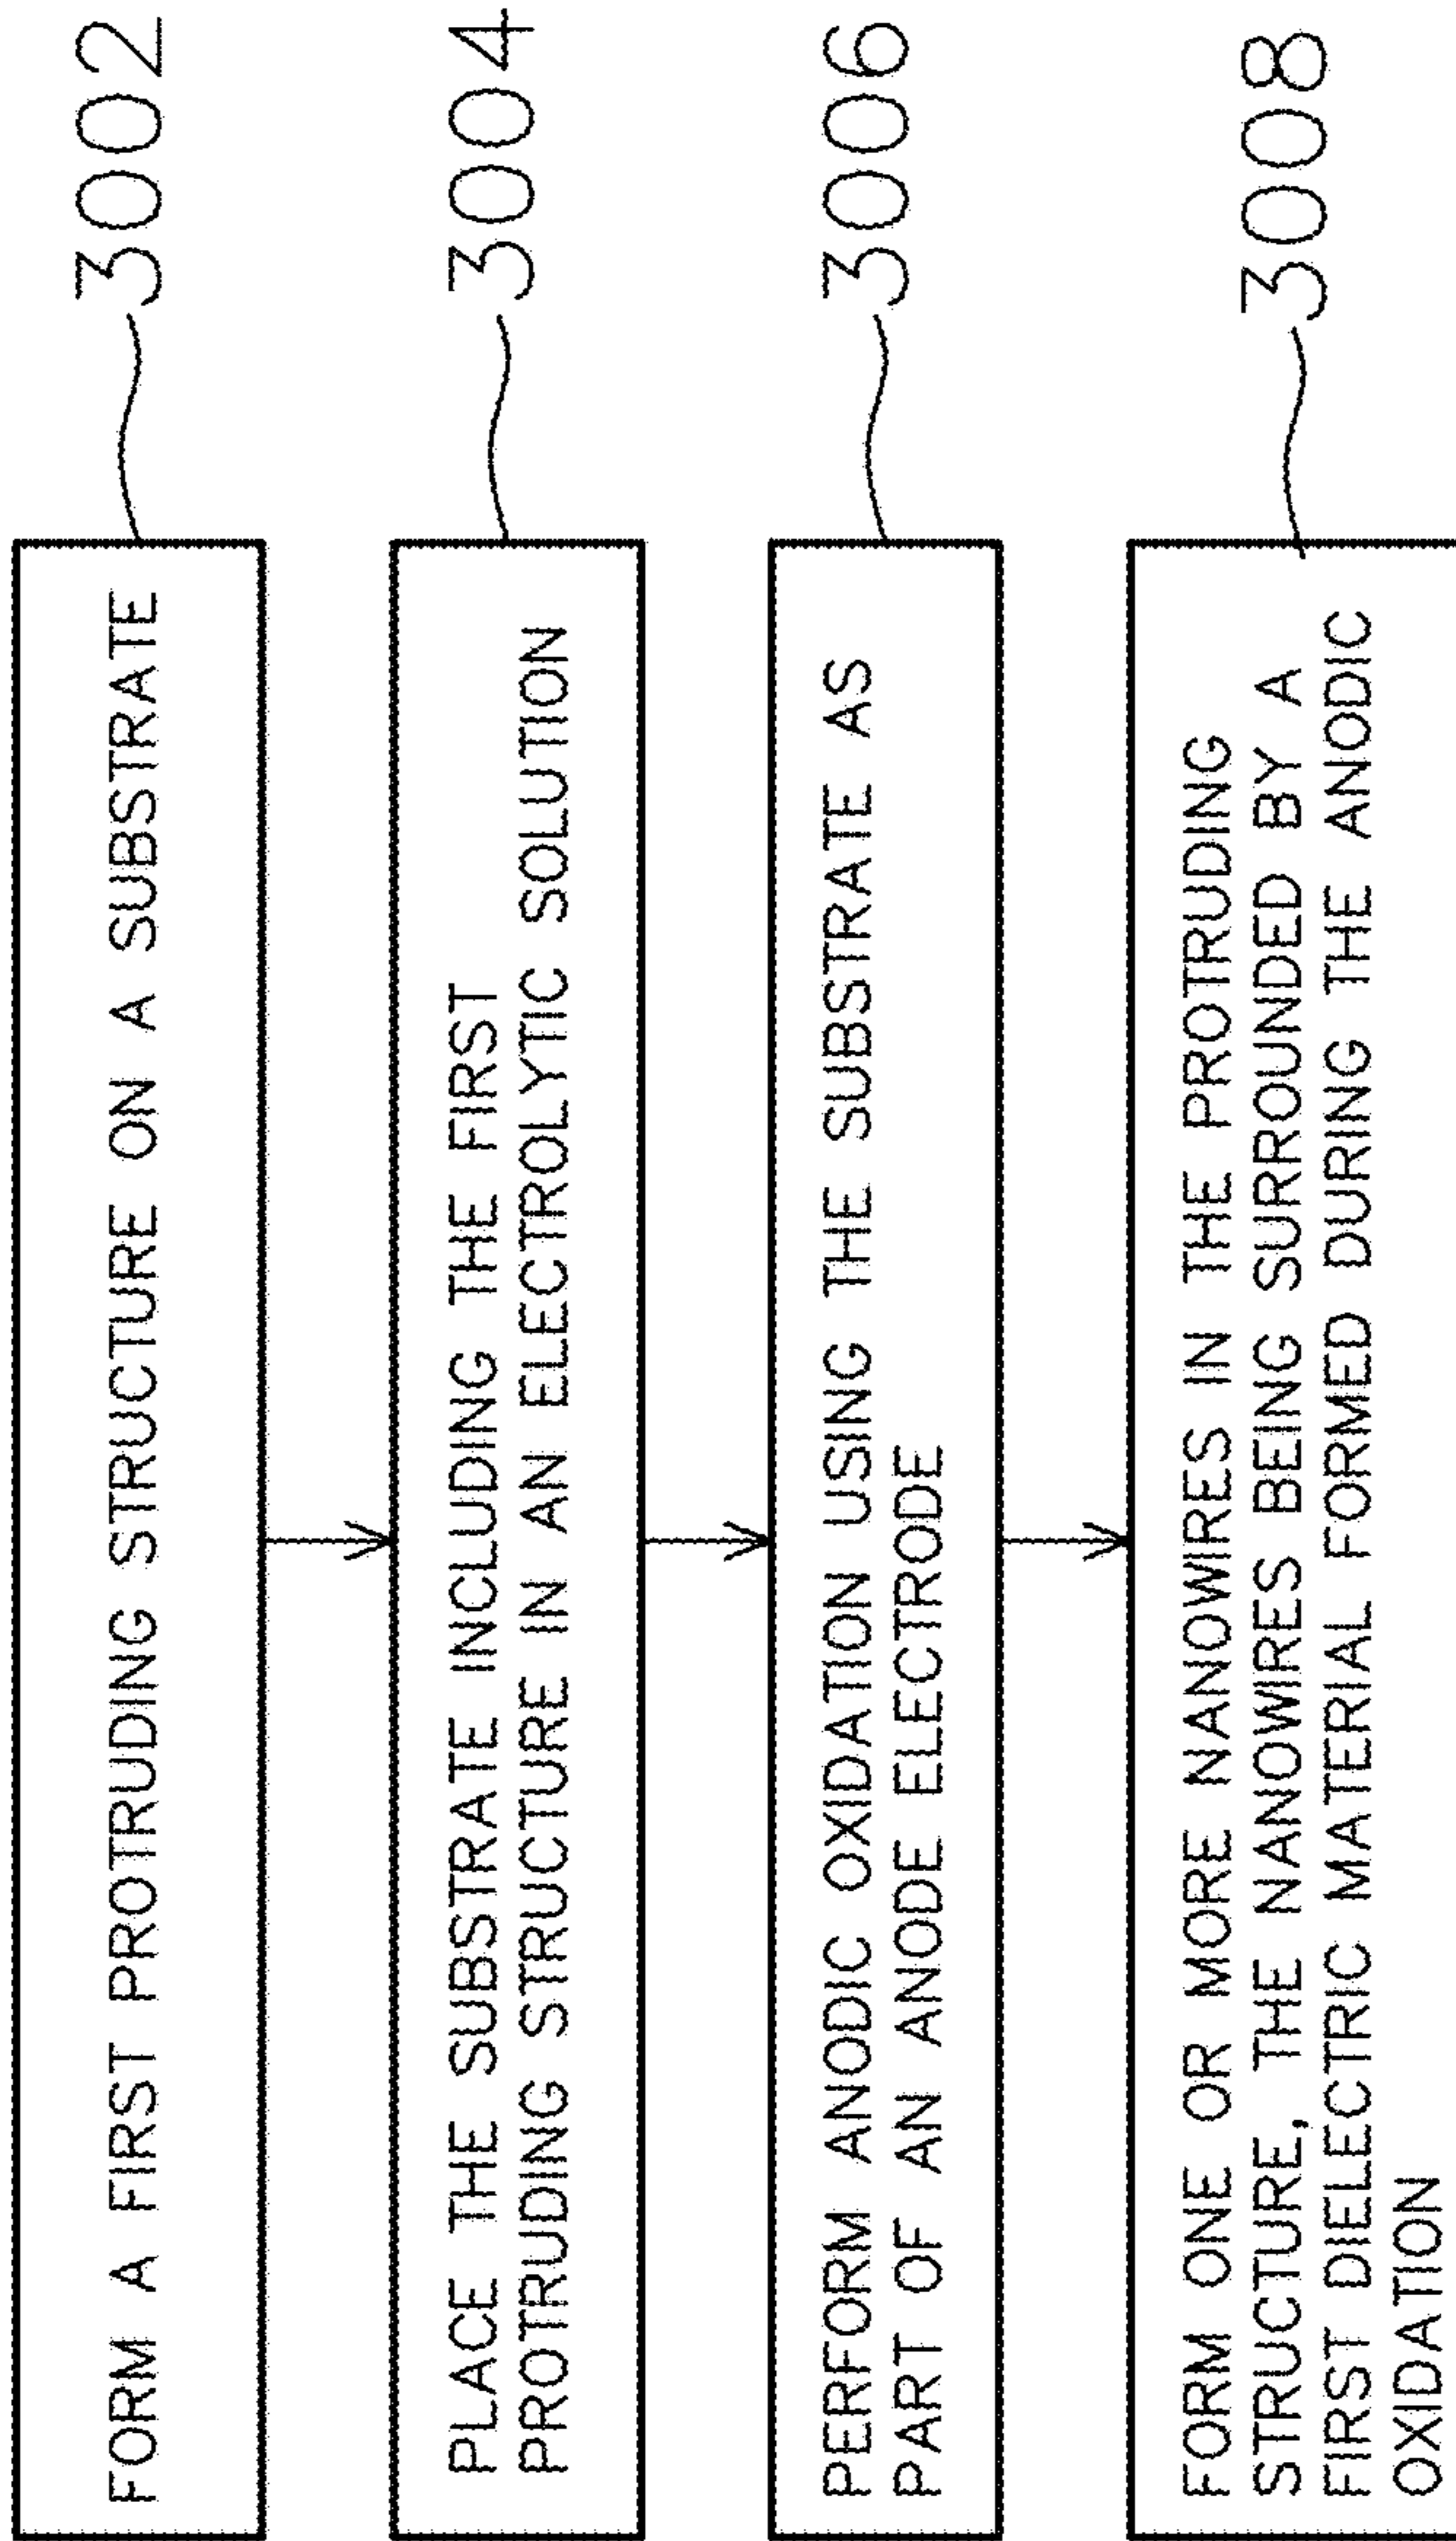 FORM A FIRST PROTRUDING STRUCTURE ON A SUBSTRATE
3002
PLACE THE SUBSTRATE INCLUDING THE FIRST
PROTRUDING STRUCTURE IN AN ELECTROLYTIC SOLUTION
3004
PERFORM ANODIC OXIDATION USING THE SUBSTRATE AS
PART OF AN ANODE ELECTRODE
3006
FORM ONE OR MORE NANOWIRES IN THE PROTRUDING
STRUCTURE, THE NANOWIRES BEING SURROUNDED BY A
FIRST DIELECTRIC MATERIAL FORMED DURING THE ANODIC
OXIDATION
3008